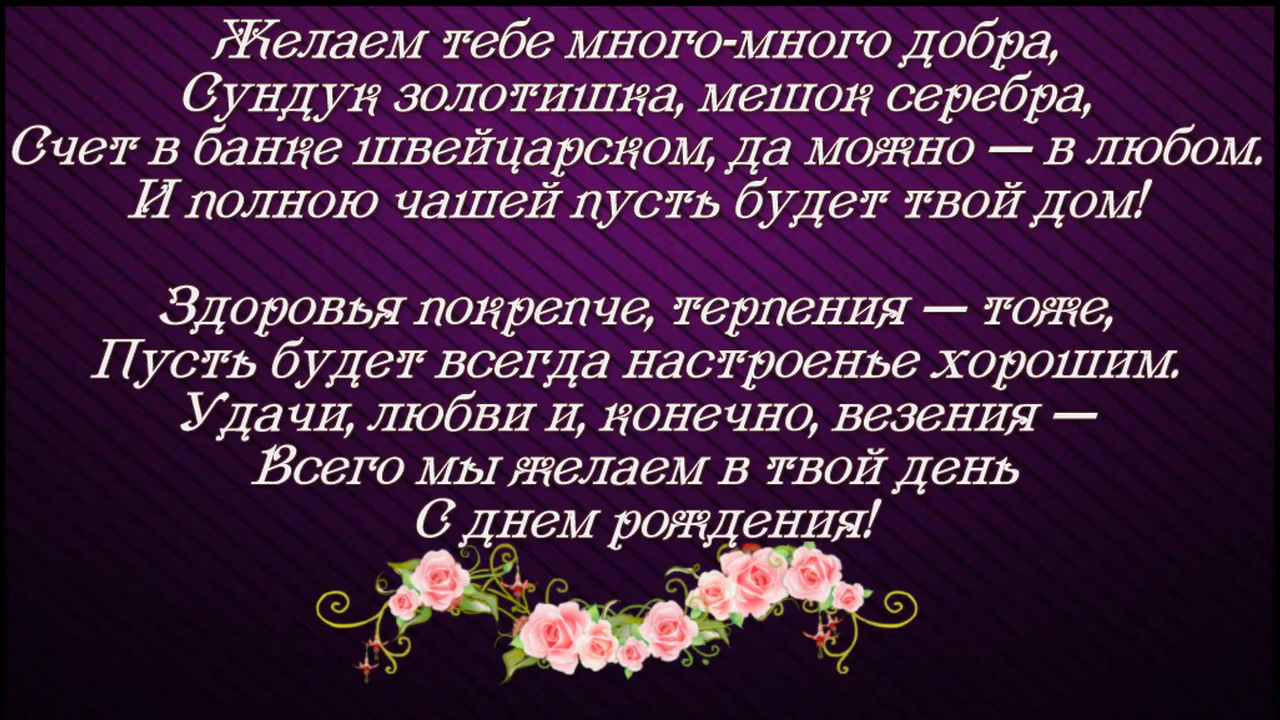 Желаем тебе много-много добра,
Сундук золотишка, мешок серебра,
Счет в банке швейцарском, да можно — в любом.
И полною чашей пусть будет твой дом!
Здоровья покрепче, терпения — тоже,
Пусть будет всегда настроенье хорошим.
Удачи, любви и, конечно, везения —
Всего мы желаем в твой день
С днем рождения!